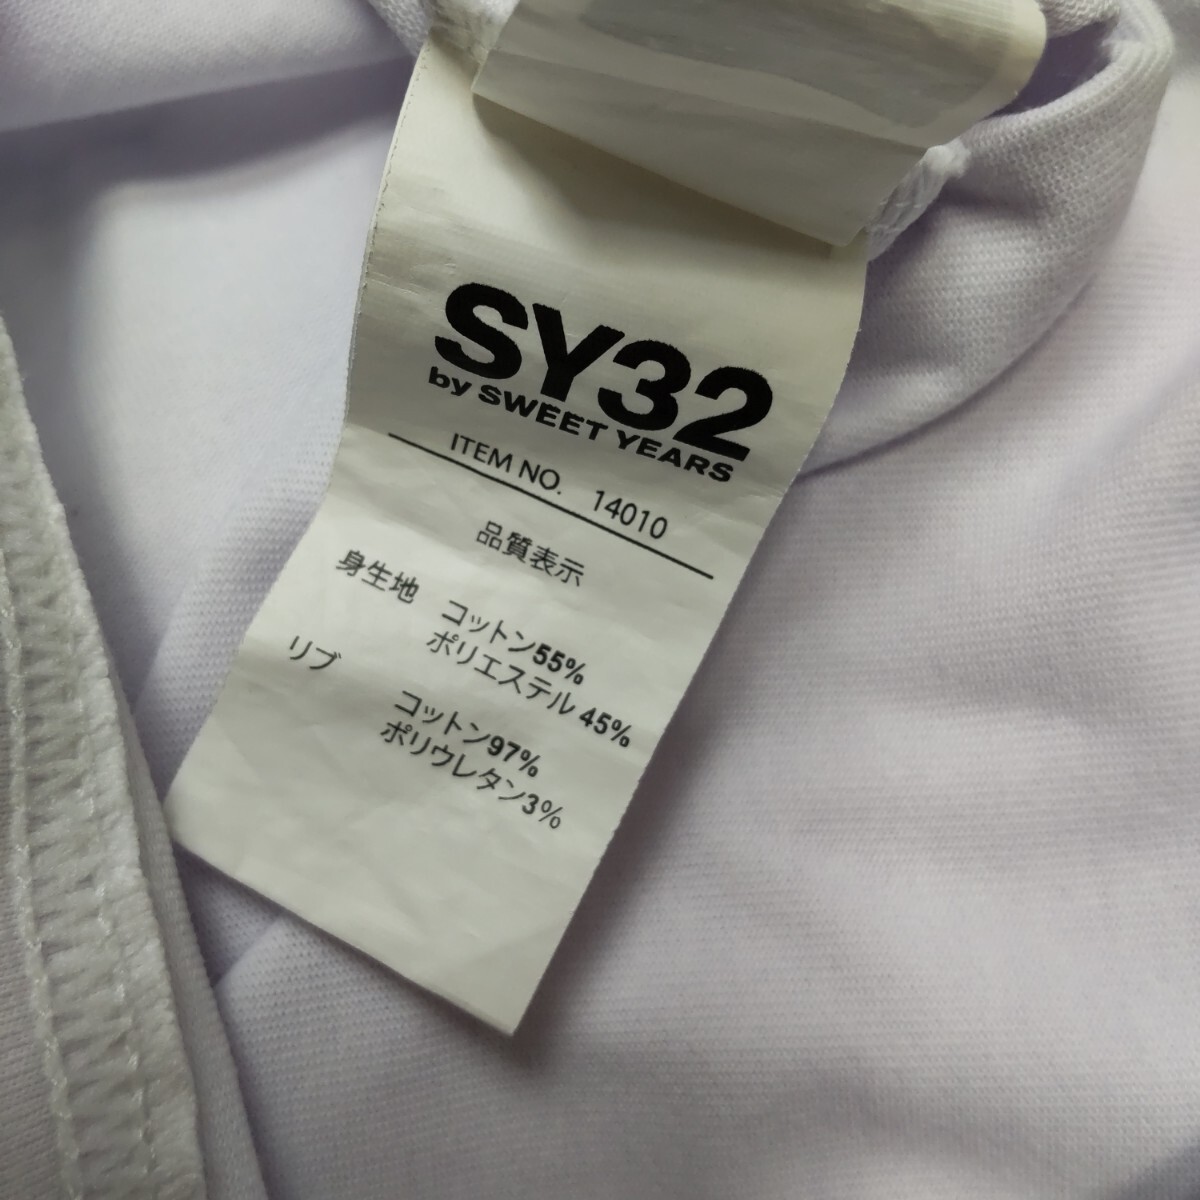 SY32
by SWEET YEARS
ITEM NO. 14010
品質表示
身生地 コットン55%
ポリエステル 45%
リブ コットン97%
ポリウレタン3%